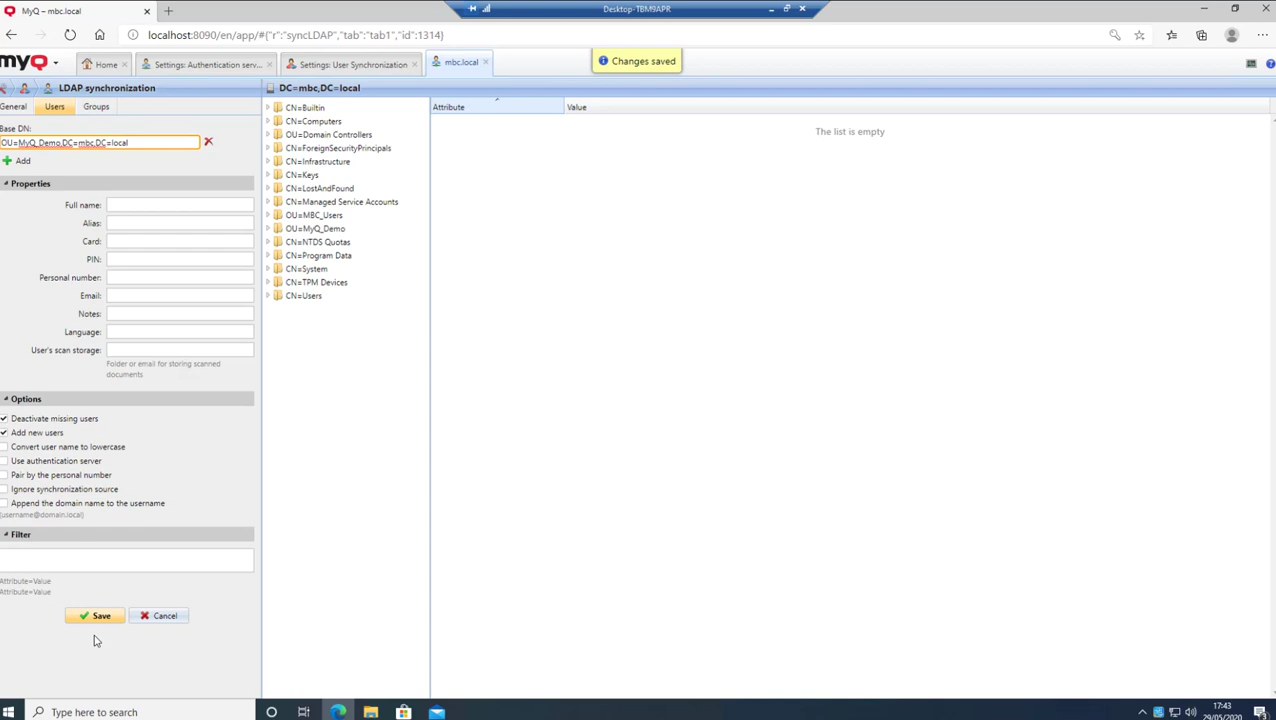 MyQ – mbc.local
Desktop-TBM9APR
localhost:8090/en/app/#{"r":"syncLDAP","tab":"tab1","id":1314}
MYQ
Home
Settings: Authentication serv...
Settings: User Synchronization
mbc.local
Changes saved
LDAP synchronization
DC=mbc,DC=local
General
Users
Groups
Attribute
Value
The list is empty
Base DN:
OU=MyQ_Demo,DC=mbc,DC=local
Add
Properties
Full name:
Alias:
Card:
PIN:
Personal number:
Email:
Notes:
Language:
User's scan storage:
Folder or email for storing scanned
documents
Options
Deactivate missing users
Add new users
Convert user name to lowercase
Use authentication server
Pair by the personal number
Ignore synchronization source
Append the domain name to the username
(username@domain.local)
Filter
Attribute=Value
Attribute=Value
Save
Cancel
CN=Builtin
CN=Computers
OU=Domain Controllers
CN=ForeignSecurityPrincipals
CN=Infrastructure
CN=Keys
CN=LostAndFound
CN=Managed Service Accounts
OU=MBC_Users
OU=MyQ_Demo
CN=NTDS Quotas
CN=Program Data
CN=System
CN=TPM Devices
CN=Users
Type here to search
17:43
29/05/2020